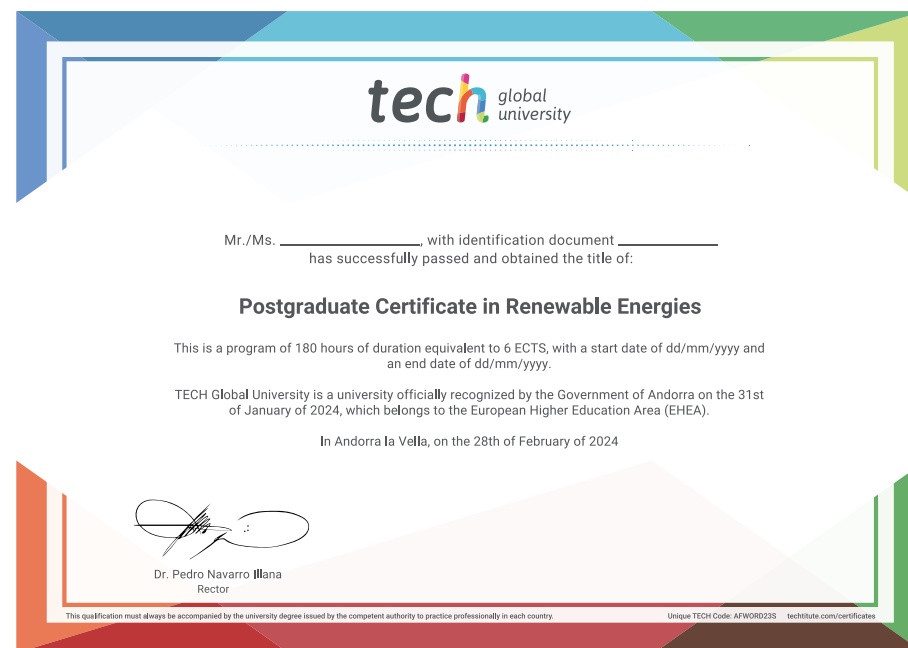 tech global university
Mr./Ms. ____________, with identification document ____________
has successfully passed and obtained the title of:
Postgraduate Certificate in Renewable Energies
This is a program of 180 hours of duration equivalent to 6 ECTS, with a start date of dd/mm/yyyy and
an end date of dd/mm/yyyy.
TECH Global University is a university officially recognized by the Government of Andorra on the 31st
of January of 2024, which belongs to the European Higher Education Area (EHEA).
In Andorra la Vella, on the 28th of February of 2024
Dr. Pedro Navarro Illana
Rector
This qualification must always be accompanied by the university degree issued by the competent authority to practice professionally in each country.
Unique TECH Code: AFWORD23S techtitute.com/certificates